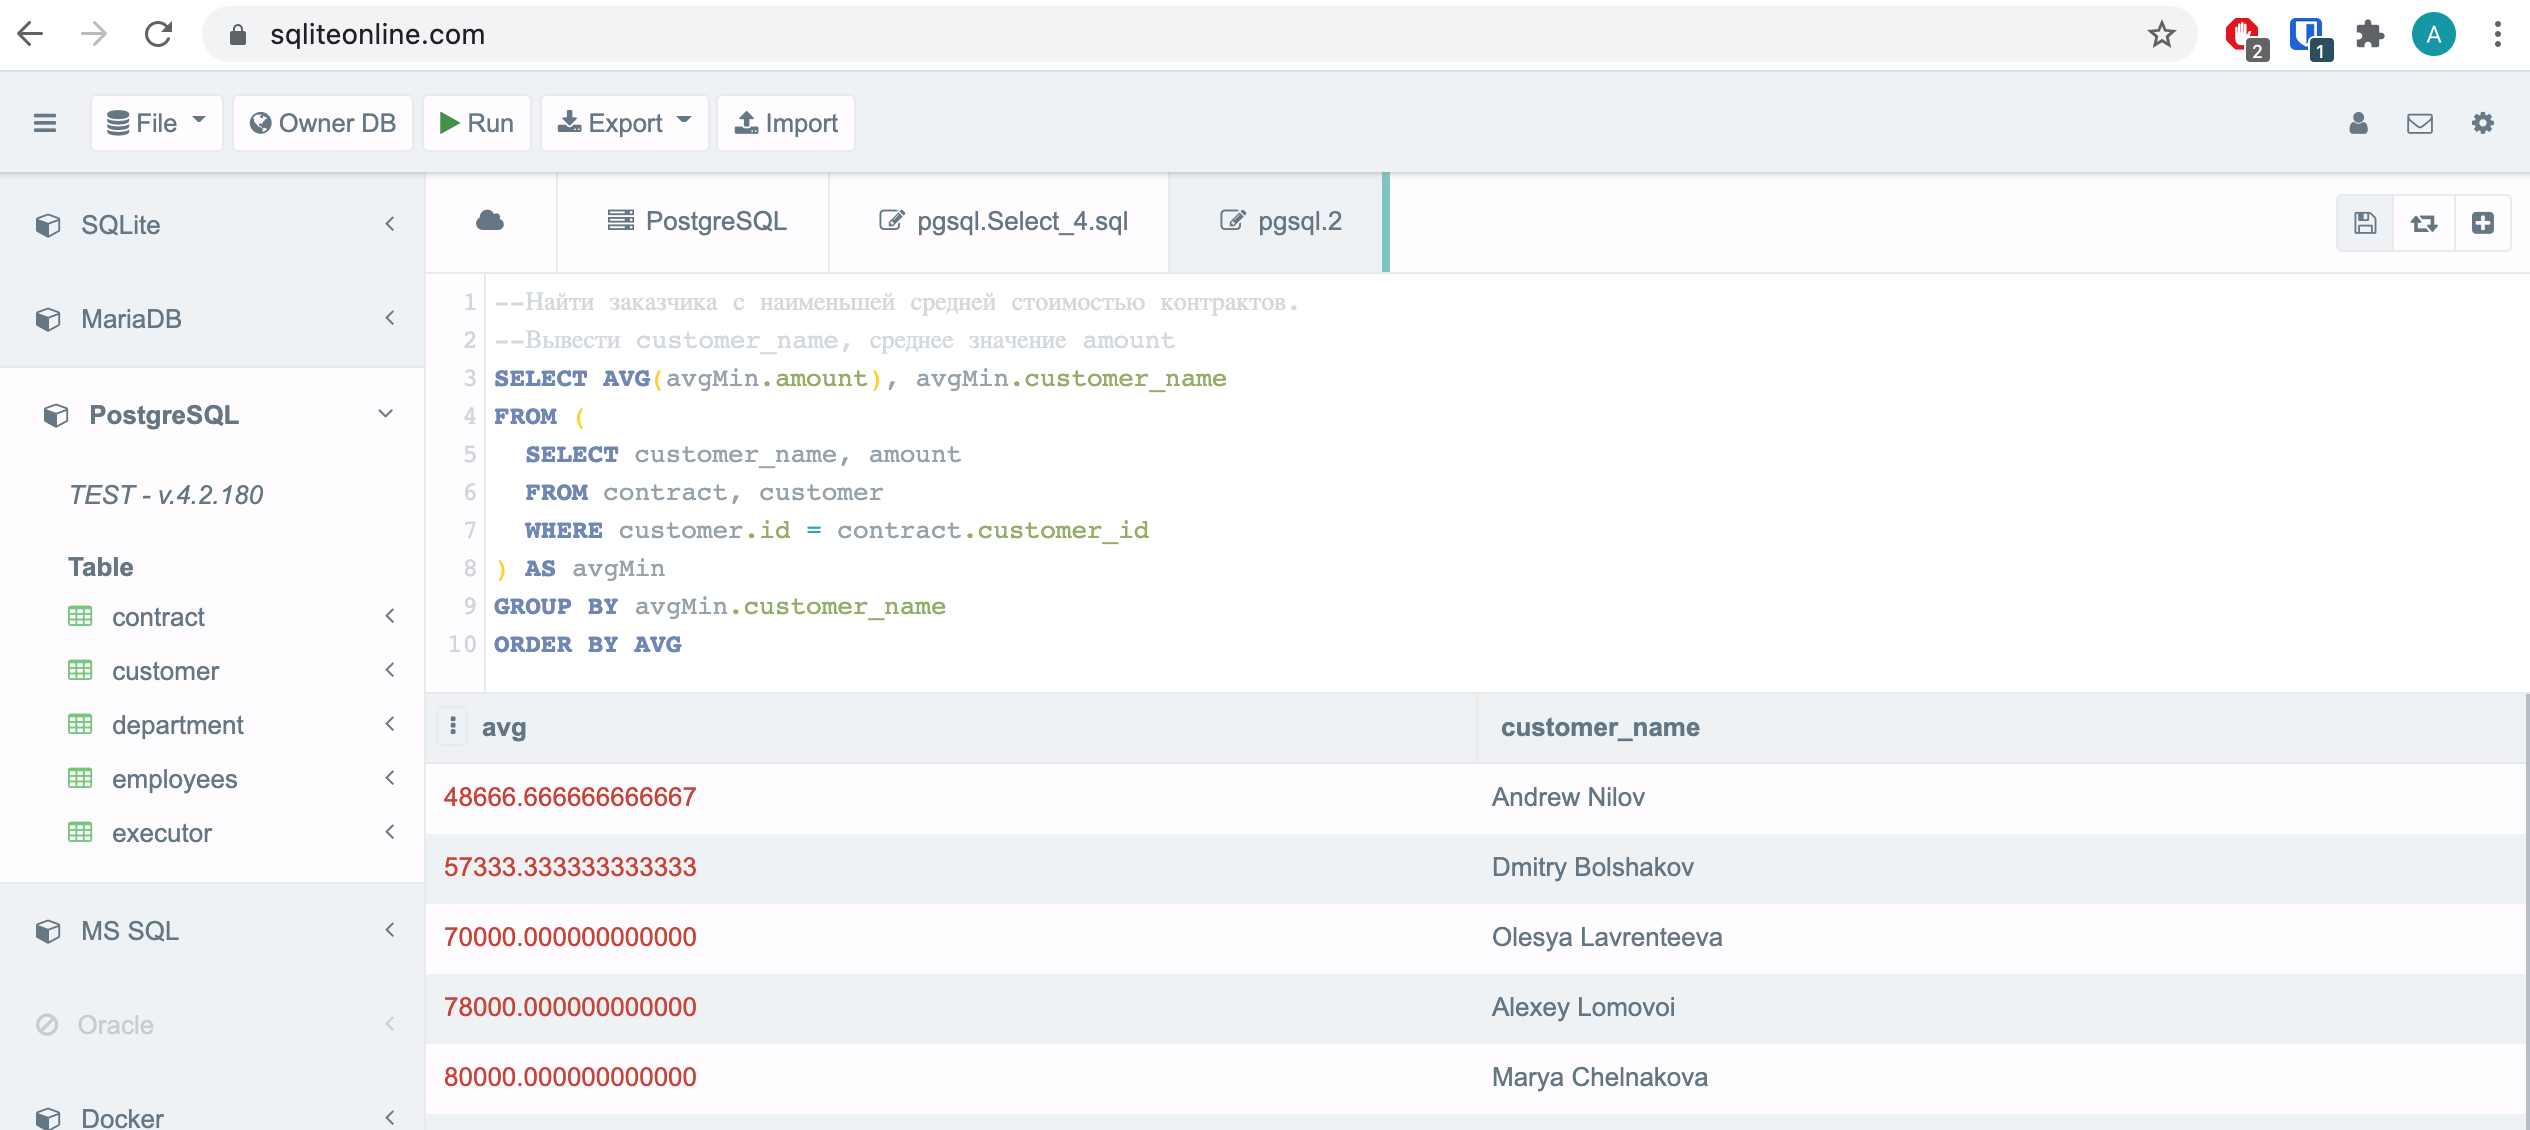 sqliteonline.com
2
1
A
File
Owner DB
Run
Export
Import
SQLite
MariaDB
PostgreSQL
TEST - v.4.2.180
Table
contract
customer
department
employees
executor
MS SQL
Oracle
Docker
PostgreSQL
pgsql.Select_4.sql
pgsql.2
1 --Найти заказчика с наименьшей средней стоимостью контрактов.
2 --Вывести customer_name, среднее значение amount
3 SELECT AVG(avgMin.amount), avgMin.customer_name
4 FROM (
5 SELECT customer_name, amount
6 FROM contract, customer
7 WHERE customer.id = contract.customer_id
8 ) AS avgMin
9 GROUP BY avgMin.customer_name
10 ORDER BY AVG
avg customer_name
48666.666666666667 Andrew Nilov
57333.333333333333 Dmitry Bolshakov
70000.000000000000 Olesya Lavrenteeva
78000.000000000000 Alexey Lomovoi
80000.000000000000 Marya Chelnakova